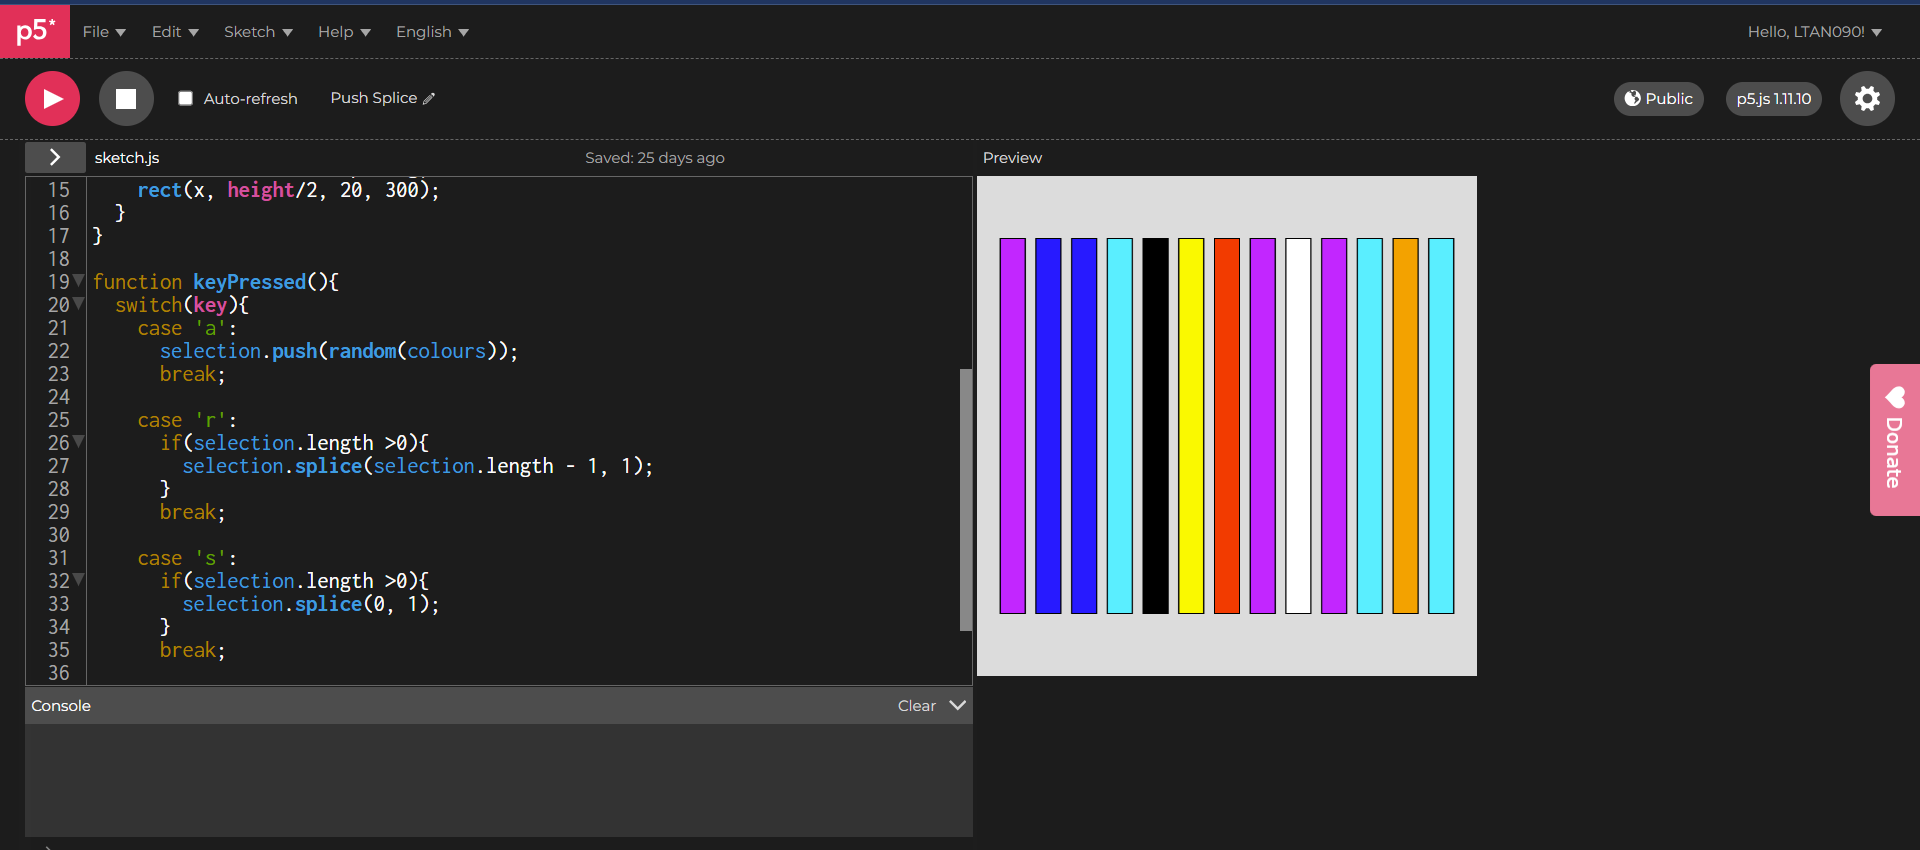 p5*
File Edit Sketch Help English
Hello, LTAN090!
Auto-refresh Push Splice
Public p5.js 1.11.10
sketch.js Saved: 25 days ago Preview
15 rect(x, height/2, 20, 300);
16 }
17 }
18
19 function keyPressed(){
20 switch(key){
21 case 'a':
22 selection.push(random(colours));
23 break;
24
25 case 'r':
26 if(selection.length >0){
27 selection.splice(selection.length - 1, 1);
28 }
29 break;
30
31 case 's':
32 if(selection.length >0){
33 selection.splice(0, 1);
34 }
35 break;
36
Donate
Console Clear